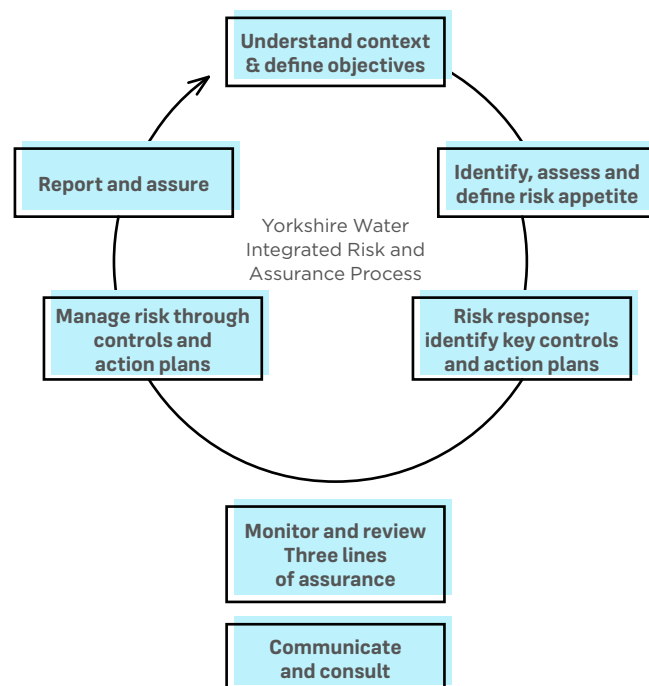 Understand context
& define objectives
Report and assure
Identify, assess and
define risk appetite
Yorkshire Water
Integrated Risk and
Assurance Process
Manage risk through
controls and
action plans
Risk response;
identify key controls
and action plans
Monitor and review
Three lines
of assurance
Communicate
and consult